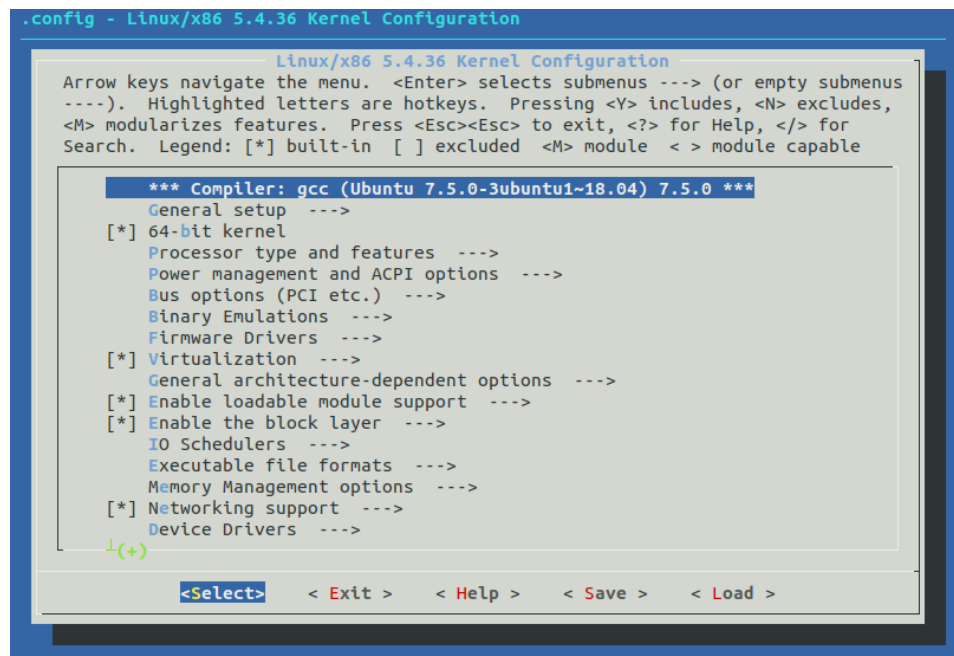 .config - Linux/x86 5.4.36 Kernel Configuration
Linux/x86 5.4.36 Kernel Configuration
Arrow keys navigate the menu.  <Enter> selects submenus ---> (or empty submenus
----).  Highlighted letters are hotkeys.  Pressing <Y> includes, <N> excludes,
<M> modularizes features.  Press <Esc><Esc> to exit, <?> for Help, </> for
Search.  Legend: [*] built-in  [ ] excluded  <M> module  < > module capable
*** Compiler: gcc (Ubuntu 7.5.0-3ubuntu1~18.04) 7.5.0 ***
General setup  --->
[*] 64-bit kernel
Processor type and features  --->
Power management and ACPI options  --->
Bus options (PCI etc.)  --->
Binary Emulations  --->
Firmware Drivers  --->
[*] Virtualization  --->
General architecture-dependent options  --->
[*] Enable loadable module support  --->
[*] Enable the block layer  --->
IO Schedulers  --->
Executable file formats  --->
Memory Management options  --->
[*] Networking support  --->
Device Drivers  --->
┴(+)
<Select>    < Exit >    < Help >    < Save >    < Load >